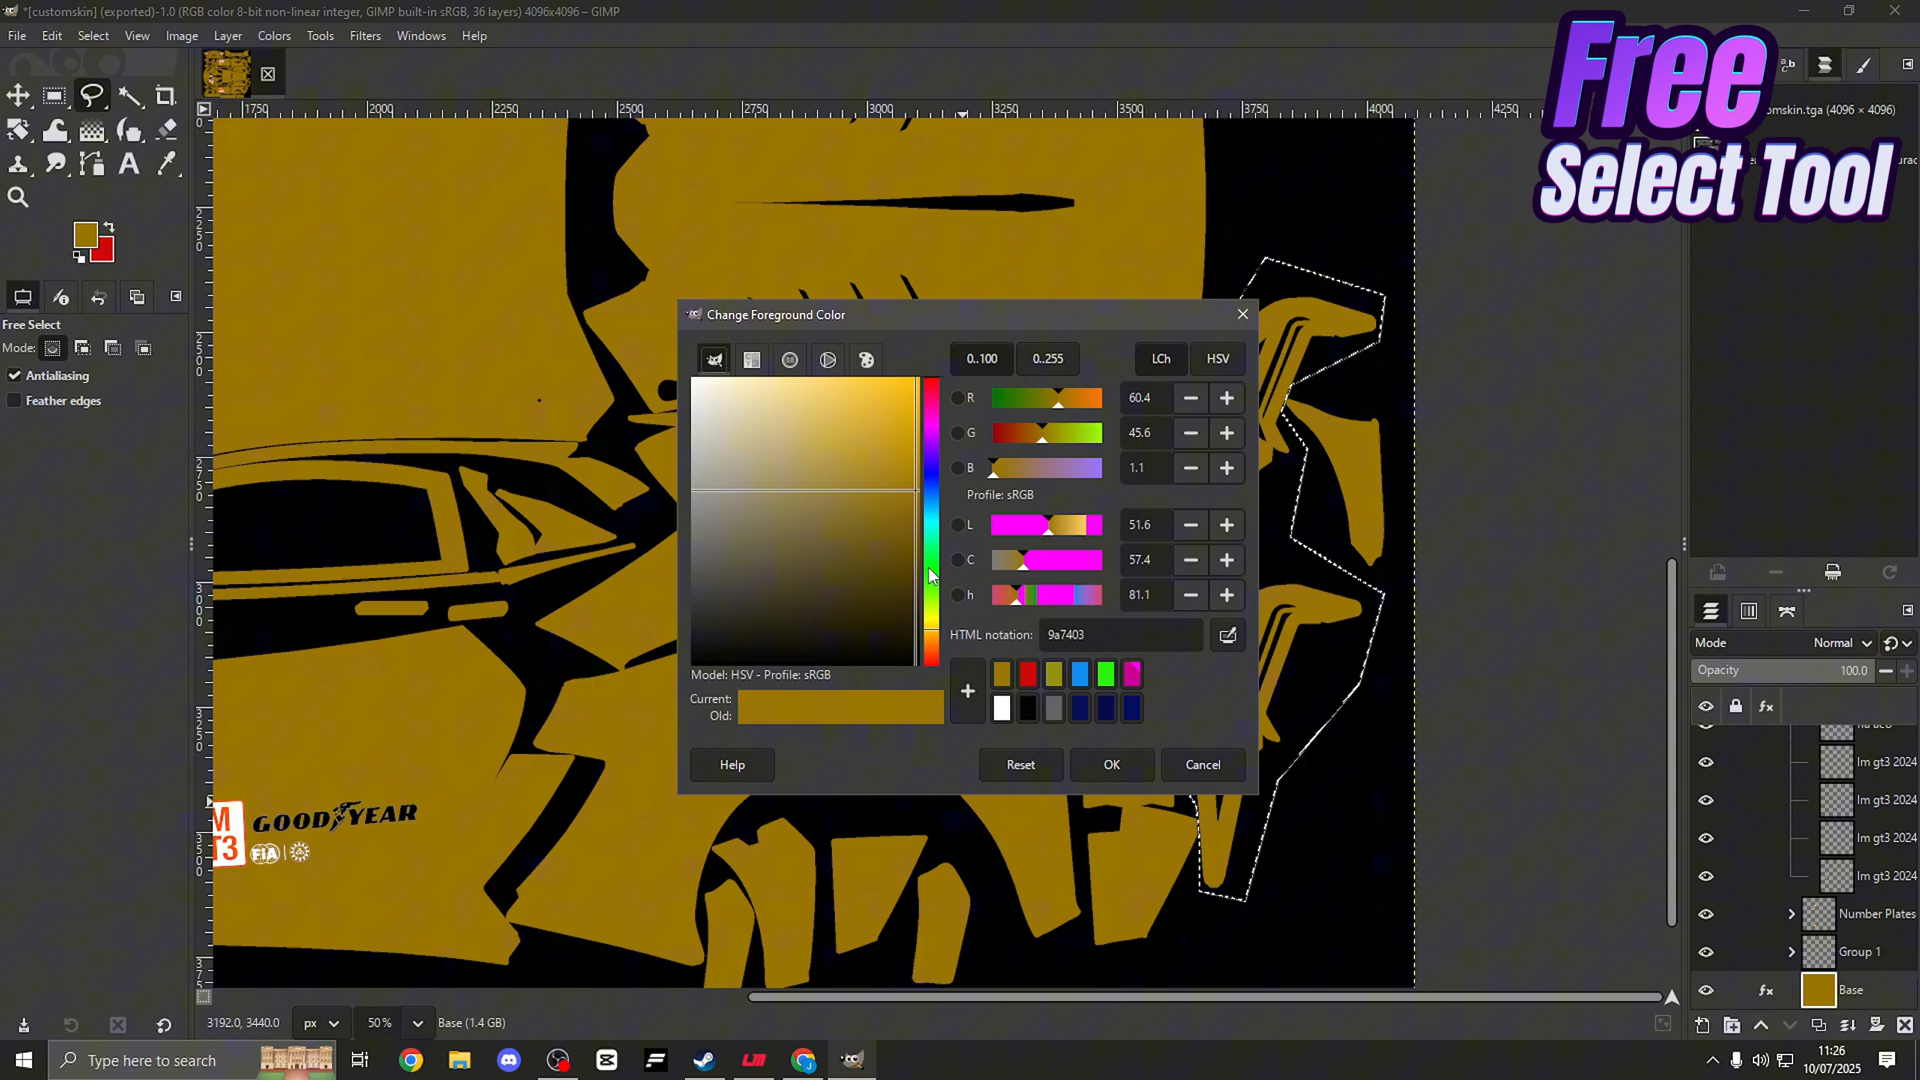 *[customskin] (exported)-1.0 (RGB color 8-bit non-linear integer, GIMP built-in sRGB, 36 layers) 4096x4096 – GIMP
File Edit Select View Image Layer Colors Tools Filters Windows Help
Free
Select Tool
1750 2000 2250 2500 2750 3000 3250 3500 3750 4000 4250
customskin.tga (4096 × 4096)
Free Select
Mode:
Antialiasing
Feather edges
Change Foreground Color
0..100 0..255 LCh HSV
R 60.4
G 45.6
B 1.1
Profile: sRGB
L 51.6
C 57.4
h 81.1
HTML notation: 9a7403
Model: HSV - Profile: sRGB
Current:
Old:
Help Reset OK Cancel
M
T3
GOODYEAR
FIA
Mode Normal
Opacity 100.0
fx
lm gt3 2024
lm gt3 2024
lm gt3 2024
lm gt3 2024
Number Plates
Group 1
fx Base
3192.0, 3440.0 px 50% Base (1.4 GB)
Type here to search
LM
11:26
10/07/2025